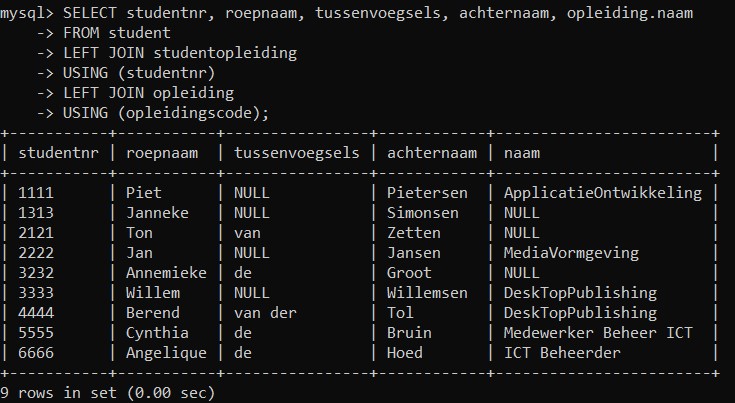 mysql> SELECT studentnr, roepnaam, tussenvoegsels, achternaam, opleiding.naam
    -> FROM student
    -> LEFT JOIN studentopleiding
    -> USING (studentnr)
    -> LEFT JOIN opleiding
    -> USING (opleidingscode);
+-----------+-----------+----------------+------------+----------------------+
| studentnr | roepnaam  | tussenvoegsels | achternaam | naam                 |
+-----------+-----------+----------------+------------+----------------------+
| 1111      | Piet      | NULL           | Pietersen  | ApplicatieOntwikkeling |
| 1313      | Janneke   | NULL           | Simonsen   | NULL                 |
| 2121      | Ton       | van            | Zetten     | NULL                 |
| 2222      | Jan       | NULL           | Jansen     | MediaVormgeving      |
| 3232      | Annemieke | de             | Groot      | NULL                 |
| 3333      | Willem    | NULL           | Willemsen  | DeskTopPublishing    |
| 4444      | Berend    | van der        | Tol        | DeskTopPublishing    |
| 5555      | Cynthia   | de             | Bruin      | Medewerker Beheer ICT |
| 6666      | Angelique | de             | Hoed       | ICT Beheerder        |
+-----------+-----------+----------------+------------+----------------------+
9 rows in set (0.00 sec)